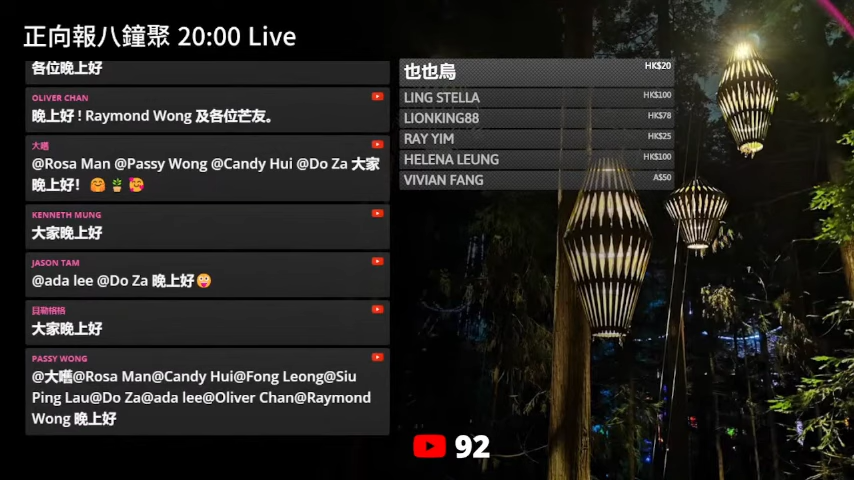 正向報八鐘聚 20:00 Live
各位晚上好
OLIVER CHAN
晚上好 ! Raymond Wong 及各位芒友。
大嚿
@Rosa Man @Passy Wong @Candy Hui @Do Za 大家
晚上好! 🤗 🪴 🥰
KENNETH MUNG
大家晚上好
JASON TAM
@ada lee @Do Za 晚上好🤪
大家晚上好
PASSY WONG
@Rosa Man@Candy Hui@Fong Leong@Siu
Ping Lau@Do Za@ada lee@Oliver Chan@Raymond
Wong 晚上好
也也烏 HK$20
LING STELLA HK$100
LIONKING88 HK$78
RAY YIM HK$25
HELENA LEUNG HK$100
VIVIAN FANG A$50
92